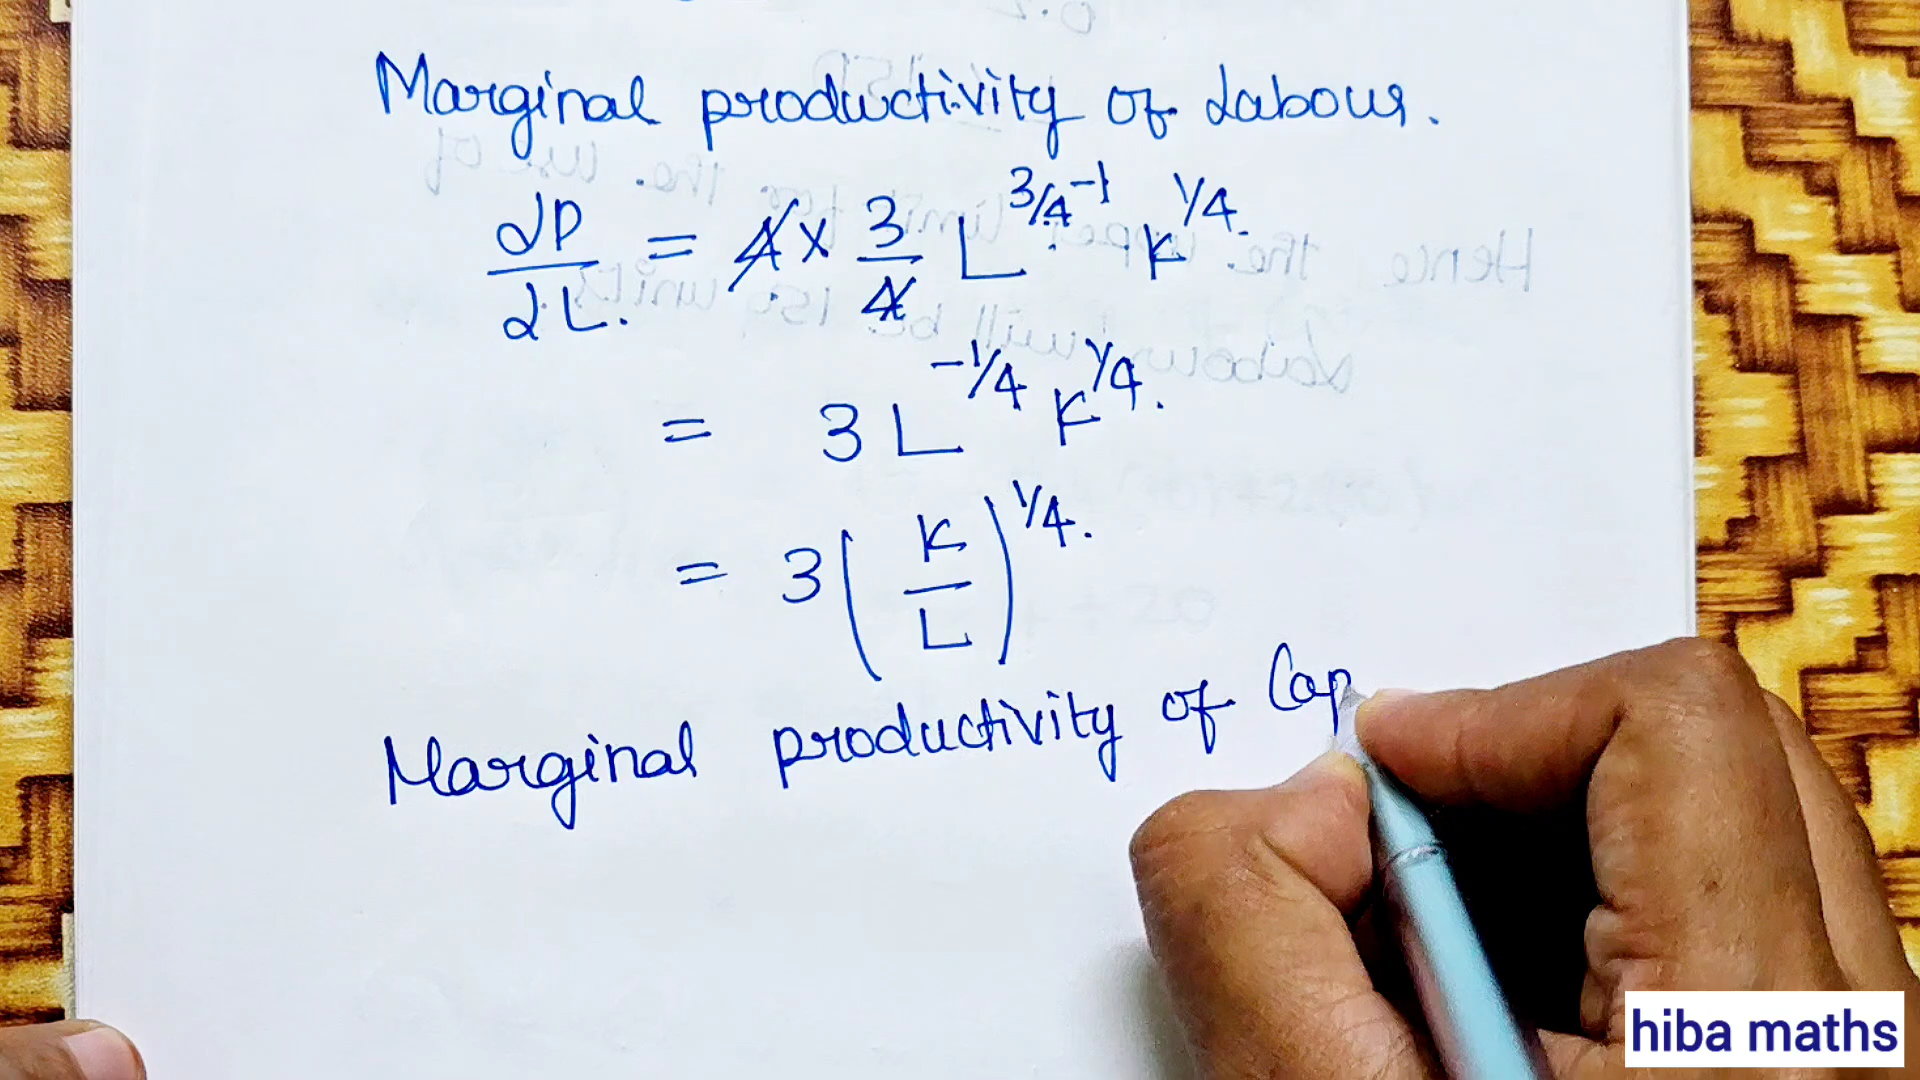 Marginal productivity of Labour.
∂P/∂L. = 4 × 3/4 L^3/4-1 K^1/4.
= 3 L^-1/4 K^1/4.
= 3 (K/L)^1/4.
Marginal productivity of Cap
hiba maths